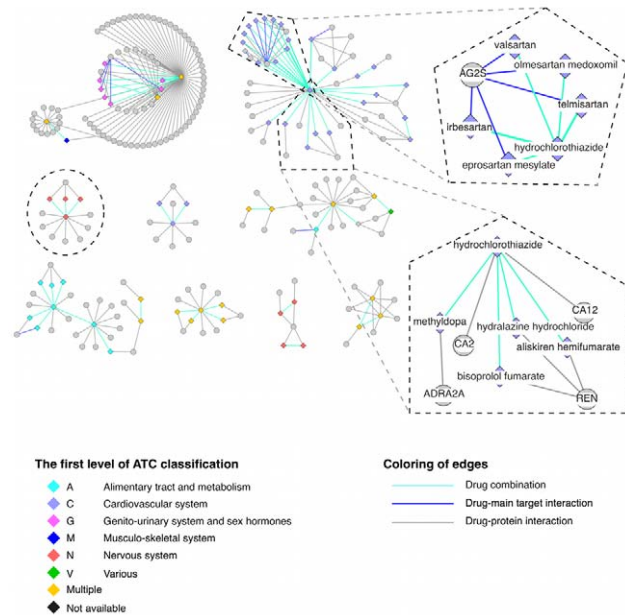 valsartan
olmesartan medoxomil
AG2S
telmisartan
irbesartan
hydrochlorothiazide
eprosartan mesylate
hydrochlorothiazide
CA12
methyldopa
hydralazine hydrochloride
CA2
aliskiren hemifumarate
bisoprolol fumarate
ADRA2A
REN
The first level of ATC classification
A Alimentary tract and metabolism
C Cardiovascular system
G Genito-urinary system and sex hormones
M Musculo-skeletal system
N Nervous system
V Various
Multiple
Not available
Coloring of edges
Drug combination
Drug-main target interaction
Drug-protein interaction